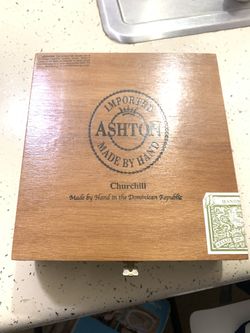 IMPORTED
ASHTON
MADE BY HAND
Churchill
Made by Hand in the Dominican Republic